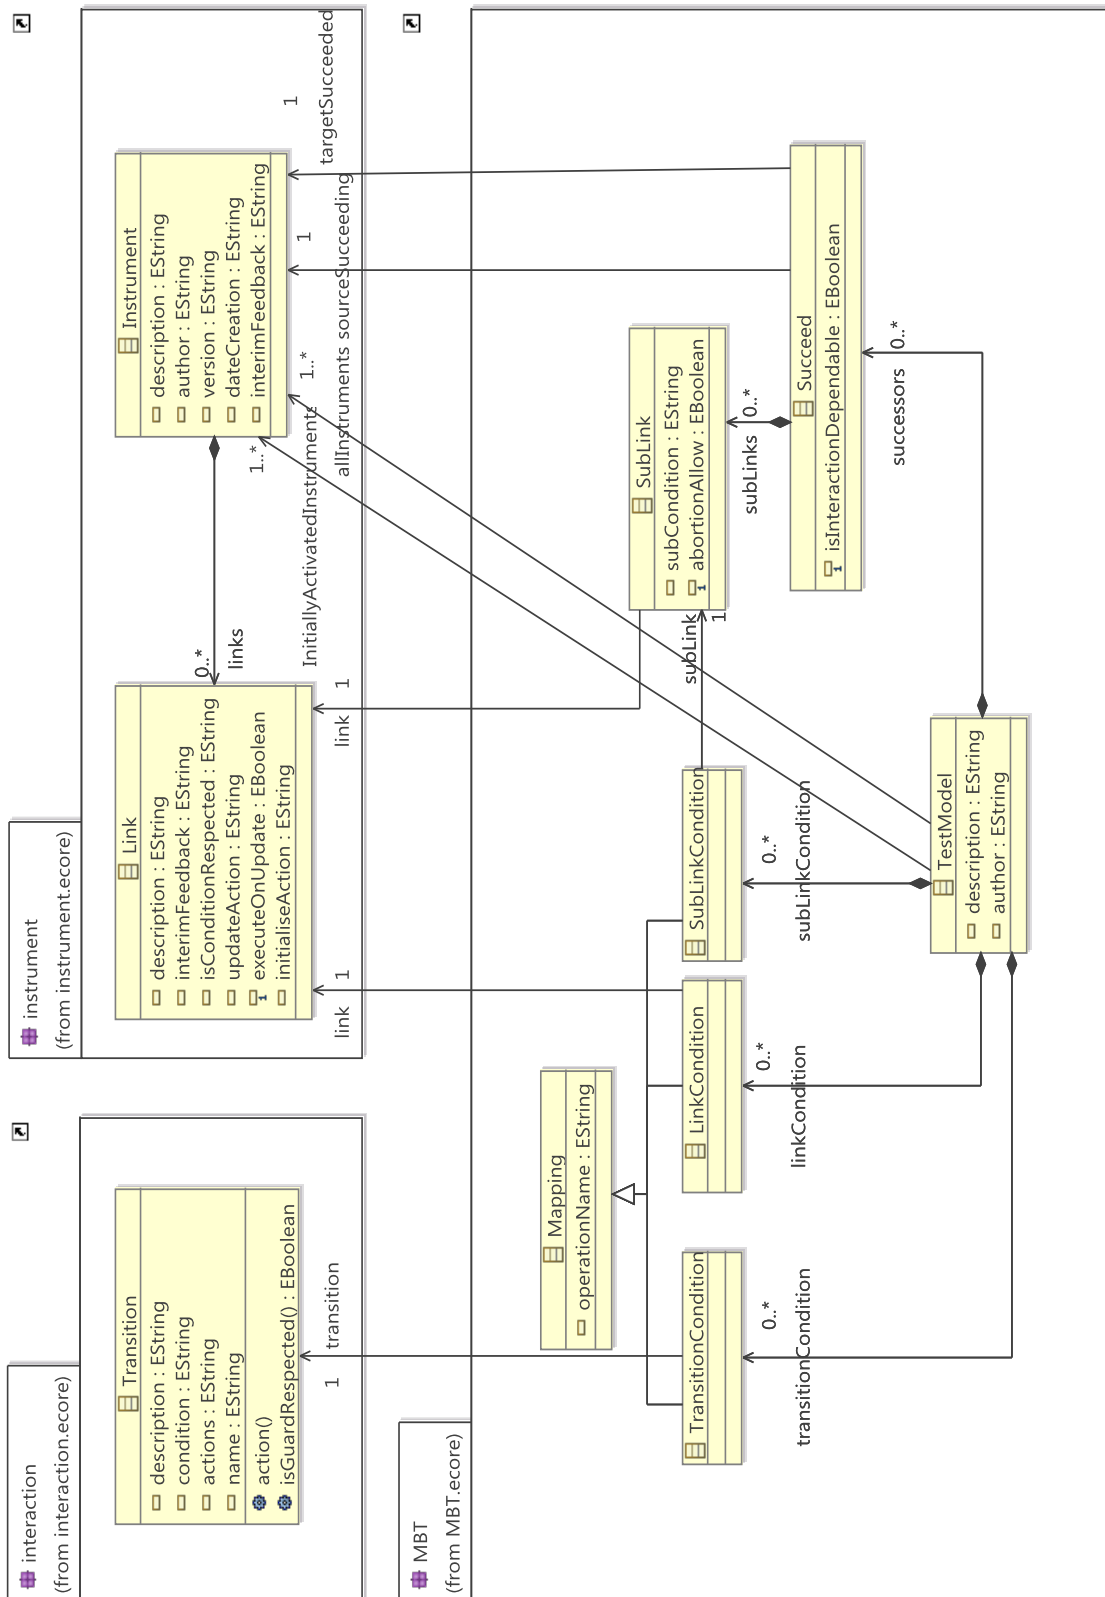 interaction
(from interaction.ecore)
Transition
description : EString
condition : EString
actions : EString
name : EString
action()
isGuardRespected() : EBoolean
1
transition
instrument
(from instrument.ecore)
Link
description : EString
interimFeedback : EString
isConditionRespected : EString
updateAction : EString
executeOnUpdate : EBoolean
initialiseAction : EString
link
1
link
1
0..*
links
Instrument
description : EString
author : EString
version : EString
dateCreation : EString
interimFeedback : EString
1..*
InitiallyActivatedInstruments
1..*
allInstruments
1
sourceSucceeding
1
targetSucceeded
MBT
(from MBT.ecore)
Mapping
operationName : EString
TransitionCondition
0..*
transitionCondition
LinkCondition
0..*
linkCondition
SubLinkCondition
0..*
subLinkCondition
subLink
1
SubLink
subCondition : EString
abortionAllow : EBoolean
0..*
subLinks
Succeed
isInteractionDependable : EBoolean
0..*
successors
TestModel
description : EString
author : EString